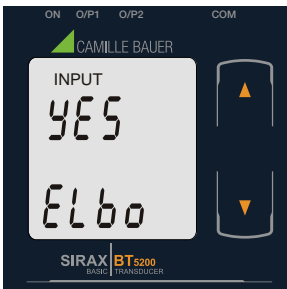 ON O/P1 O/P2 COM
CAMILLE BAUER
INPUT
YES
ELbo
SIRAX BT5200
BASIC TRANSDUCER